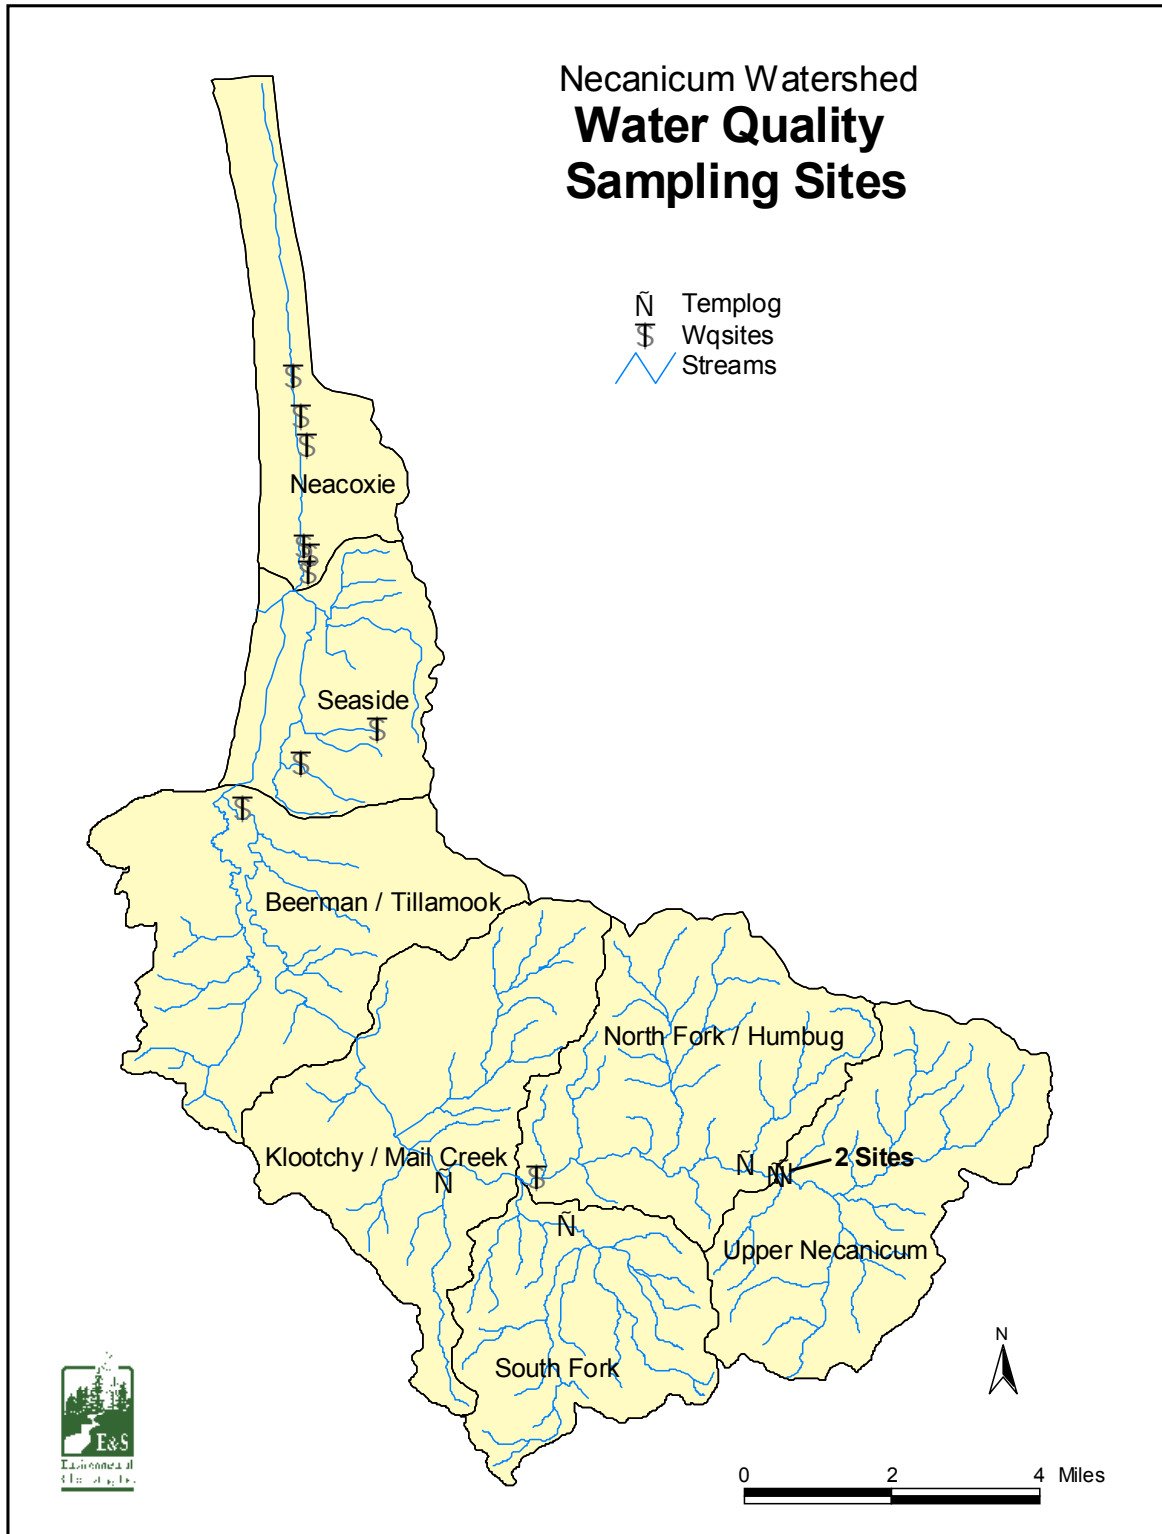 Necanicum Watershed
Water Quality
Sampling Sites
Ñ Templog
Wqsites
Streams
Neacoxie
Seaside
Beerman / Tillamook
North Fork / Humbug
Klootchy / Mail Creek
Ñ
Ñ
Ñ Ñ
2 Sites
Ñ
Upper Necanicum
South Fork
N
E&S
Environmental
0 2 4 Miles